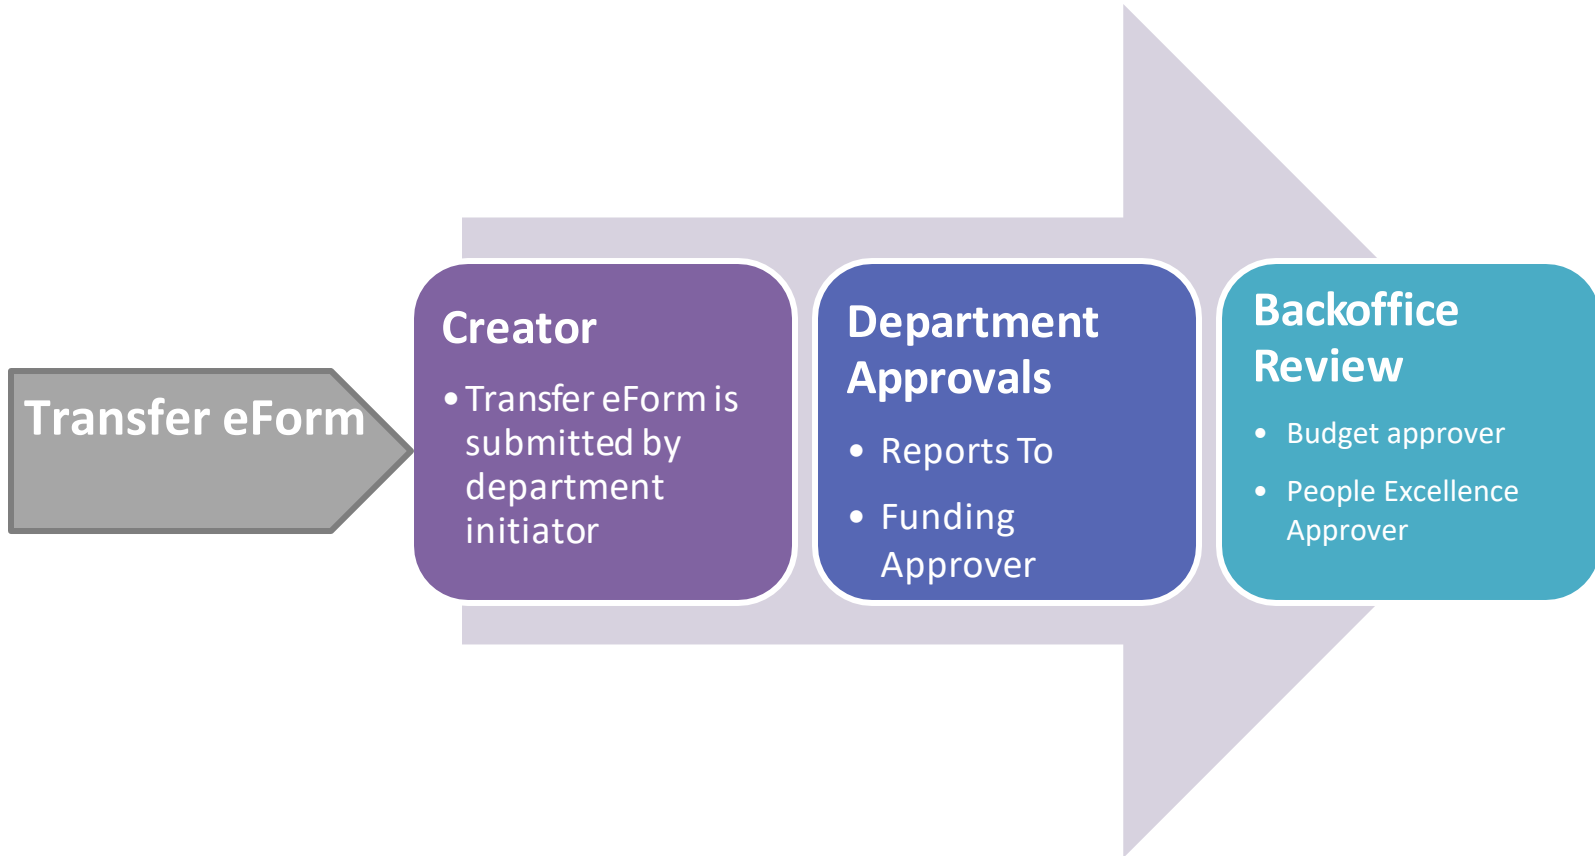 Transfer eForm
Creator
• Transfer eForm is
submitted by
department
initiator
Department
Approvals
• Reports To
• Funding
Approver
Backoffice
Review
• Budget approver
• People Excellence
Approver